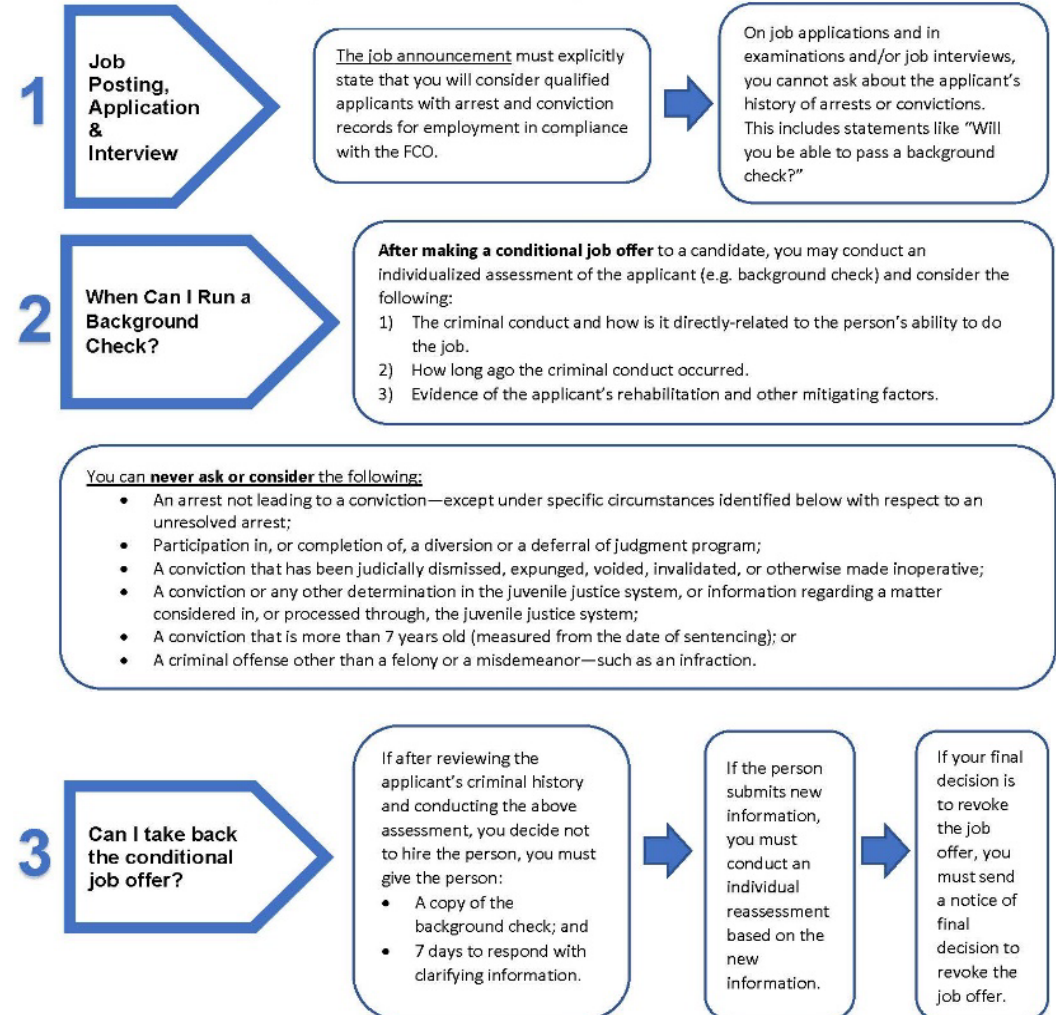 1
Job
Posting,
Application
&
Interview
The job announcement must explicitly
state that you will consider qualified
applicants with arrest and conviction
records for employment in compliance
with the FCO.
On job applications and in
examinations and/or job interviews,
you cannot ask about the applicant's
history of arrests or convictions.
This includes statements like "Will
you be able to pass a background
check?"
2
When Can I Run a
Background
Check?
After making a conditional job offer to a candidate, you may conduct an
individualized assessment of the applicant (e.g. background check) and consider the
following:
1) The criminal conduct and how is it directly-related to the person's ability to do
the job.
2) How long ago the criminal conduct occurred.
3) Evidence of the applicant's rehabilitation and other mitigating factors.
You can never ask or consider the following:
• An arrest not leading to a conviction—except under specific circumstances identified below with respect to an
unresolved arrest;
• Participation in, or completion of, a diversion or a deferral of judgment program;
• A conviction that has been judicially dismissed, expunged, voided, invalidated, or otherwise made inoperative;
• A conviction or any other determination in the juvenile justice system, or information regarding a matter
considered in, or processed through, the juvenile justice system;
• A conviction that is more than 7 years old (measured from the date of sentencing); or
• A criminal offense other than a felony or a misdemeanor—such as an infraction.
3
Can I take back
the conditional
job offer?
If after reviewing the
applicant's criminal history
and conducting the above
assessment, you decide not
to hire the person, you must
give the person:
• A copy of the
background check; and
• 7 days to respond with
clarifying information.
If the person
submits new
information,
you must
conduct an
individual
reassessment
based on the
new
information.
If your final
decision is
to revoke
the job
offer, you
must send
a notice of
final
decision to
revoke the
job offer.